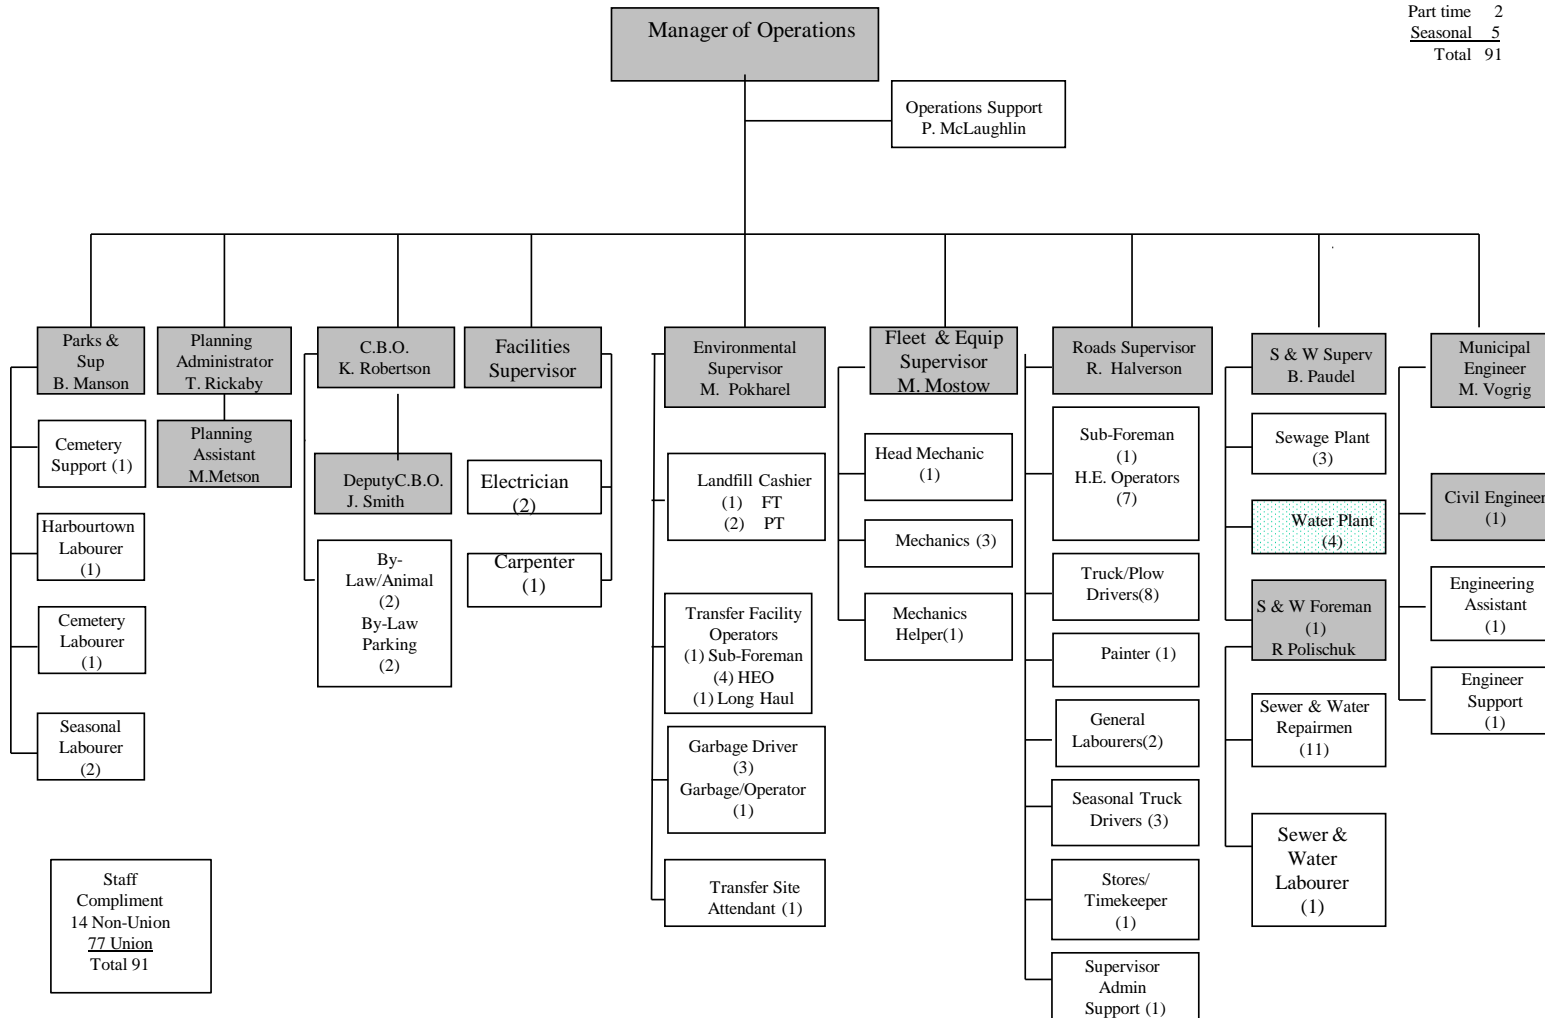 Part time 2
Seasonal 5
Total 91
Manager of Operations
Operations Support
P. McLaughlin
Parks &
Sup
B. Manson
Cemetery
Support (1)
Harbourtown
Labourer
(1)
Cemetery
Labourer
(1)
Seasonal
Labourer
(2)
Planning
Administrator
T. Rickaby
Planning
Assistant
M.Metson
C.B.O.
K. Robertson
DeputyC.B.O.
J. Smith
By-
Law/Animal
(2)
By-Law
Parking
(2)
Facilities
Supervisor
Electrician
(2)
Carpenter
(1)
Environmental
Supervisor
M. Pokharel
Landfill Cashier
(1) FT
(2) PT
Transfer Facility
Operators
(1) Sub-Foreman
(4) HEO
(1) Long Haul
Garbage Driver
(3)
Garbage/Operator
(1)
Transfer Site
Attendant (1)
Fleet & Equip
Supervisor
M. Mostow
Head Mechanic
(1)
Mechanics (3)
Mechanics
Helper(1)
Roads Supervisor
R. Halverson
Sub-Foreman
(1)
H.E. Operators
(7)
Truck/Plow
Drivers(8)
Painter (1)
General
Labourers(2)
Seasonal Truck
Drivers (3)
Stores/
Timekeeper
(1)
Supervisor
Admin
Support (1)
S & W Superv
B. Paudel
Sewage Plant
(3)
Water Plant
(4)
S & W Foreman
(1)
R Polischuk
Sewer & Water
Repairmen
(11)
Sewer &
Water
Labourer
(1)
Municipal
Engineer
M. Vogrig
Civil Engineer
(1)
Engineering
Assistant
(1)
Engineer
Support
(1)
Staff
Compliment
14 Non-Union
77 Union
Total 91